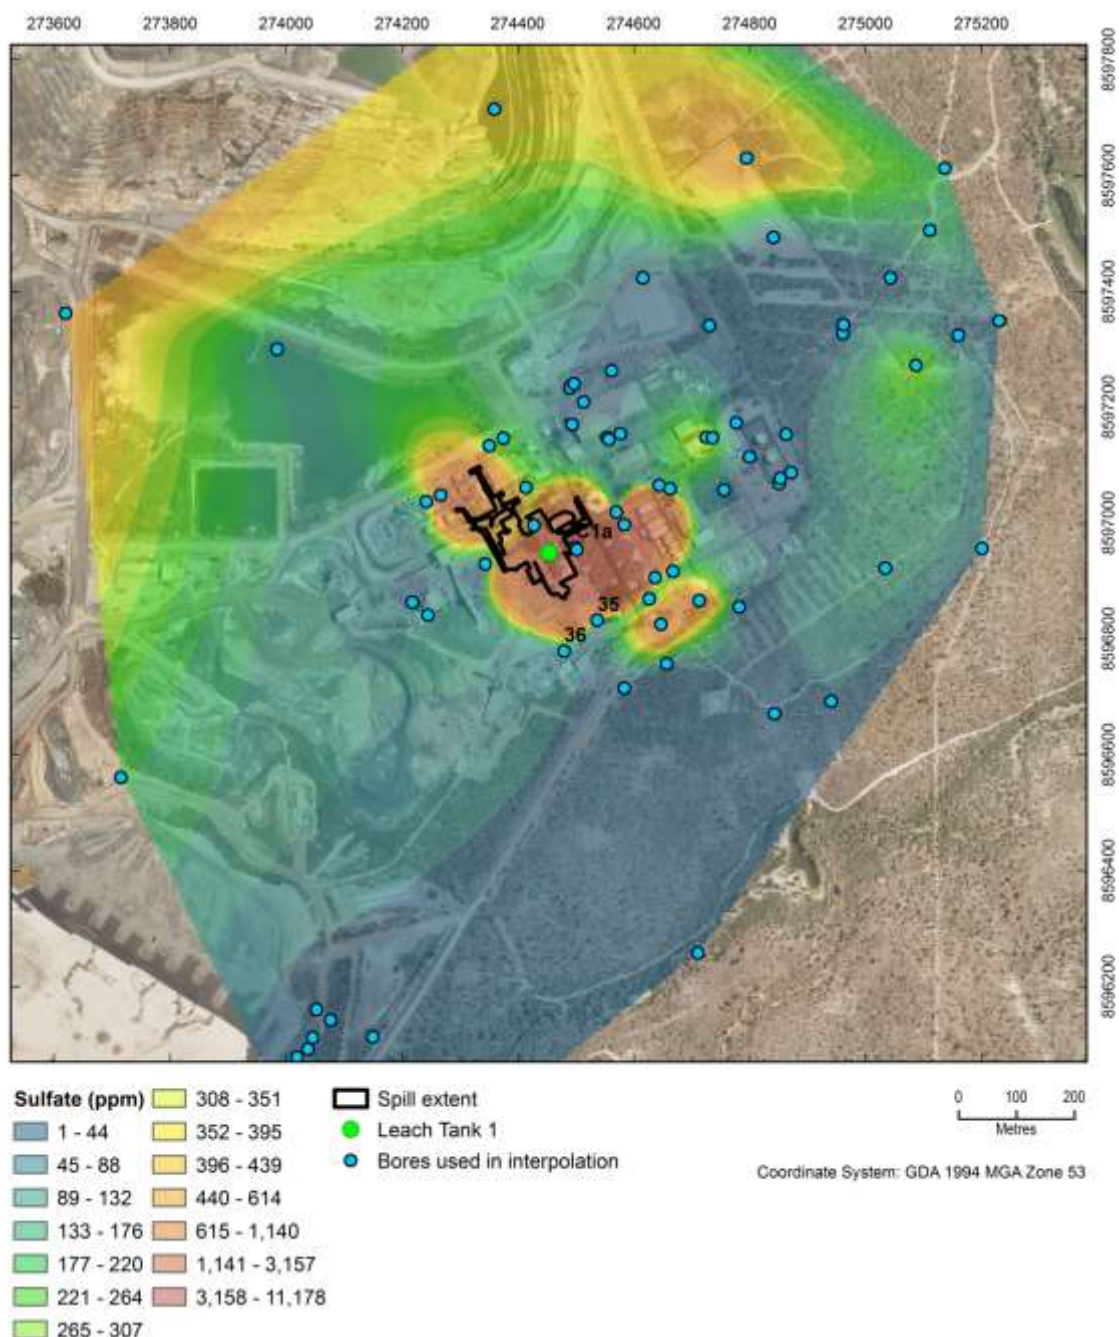 273600 273800 274000 274200 274400 274600 274800 275000 275200
8597800
8597600
8597400
8597200
8597000
8596800
8596600
8596400
8596200
C1a
35
36
Sulfate (ppm)
1 - 44
45 - 88
89 - 132
133 - 176
177 - 220
221 - 264
265 - 307
308 - 351
352 - 395
396 - 439
440 - 614
615 - 1,140
1,141 - 3,157
3,158 - 11,178
Spill extent
Leach Tank 1
Bores used in interpolation
0 100 200
Metres
Coordinate System: GDA 1994 MGA Zone 53